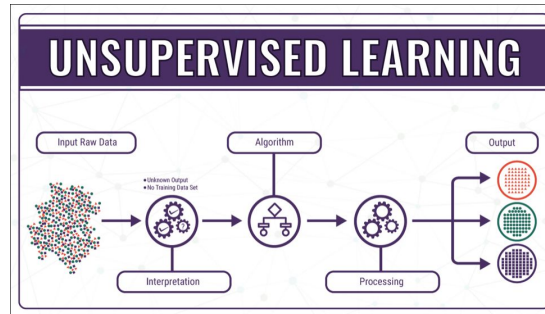 UNSUPERVISED LEARNING
Input Raw Data
Algorithm
Output
▪ Unknown Output
▪ No Training Data Set
Interpretation
Processing